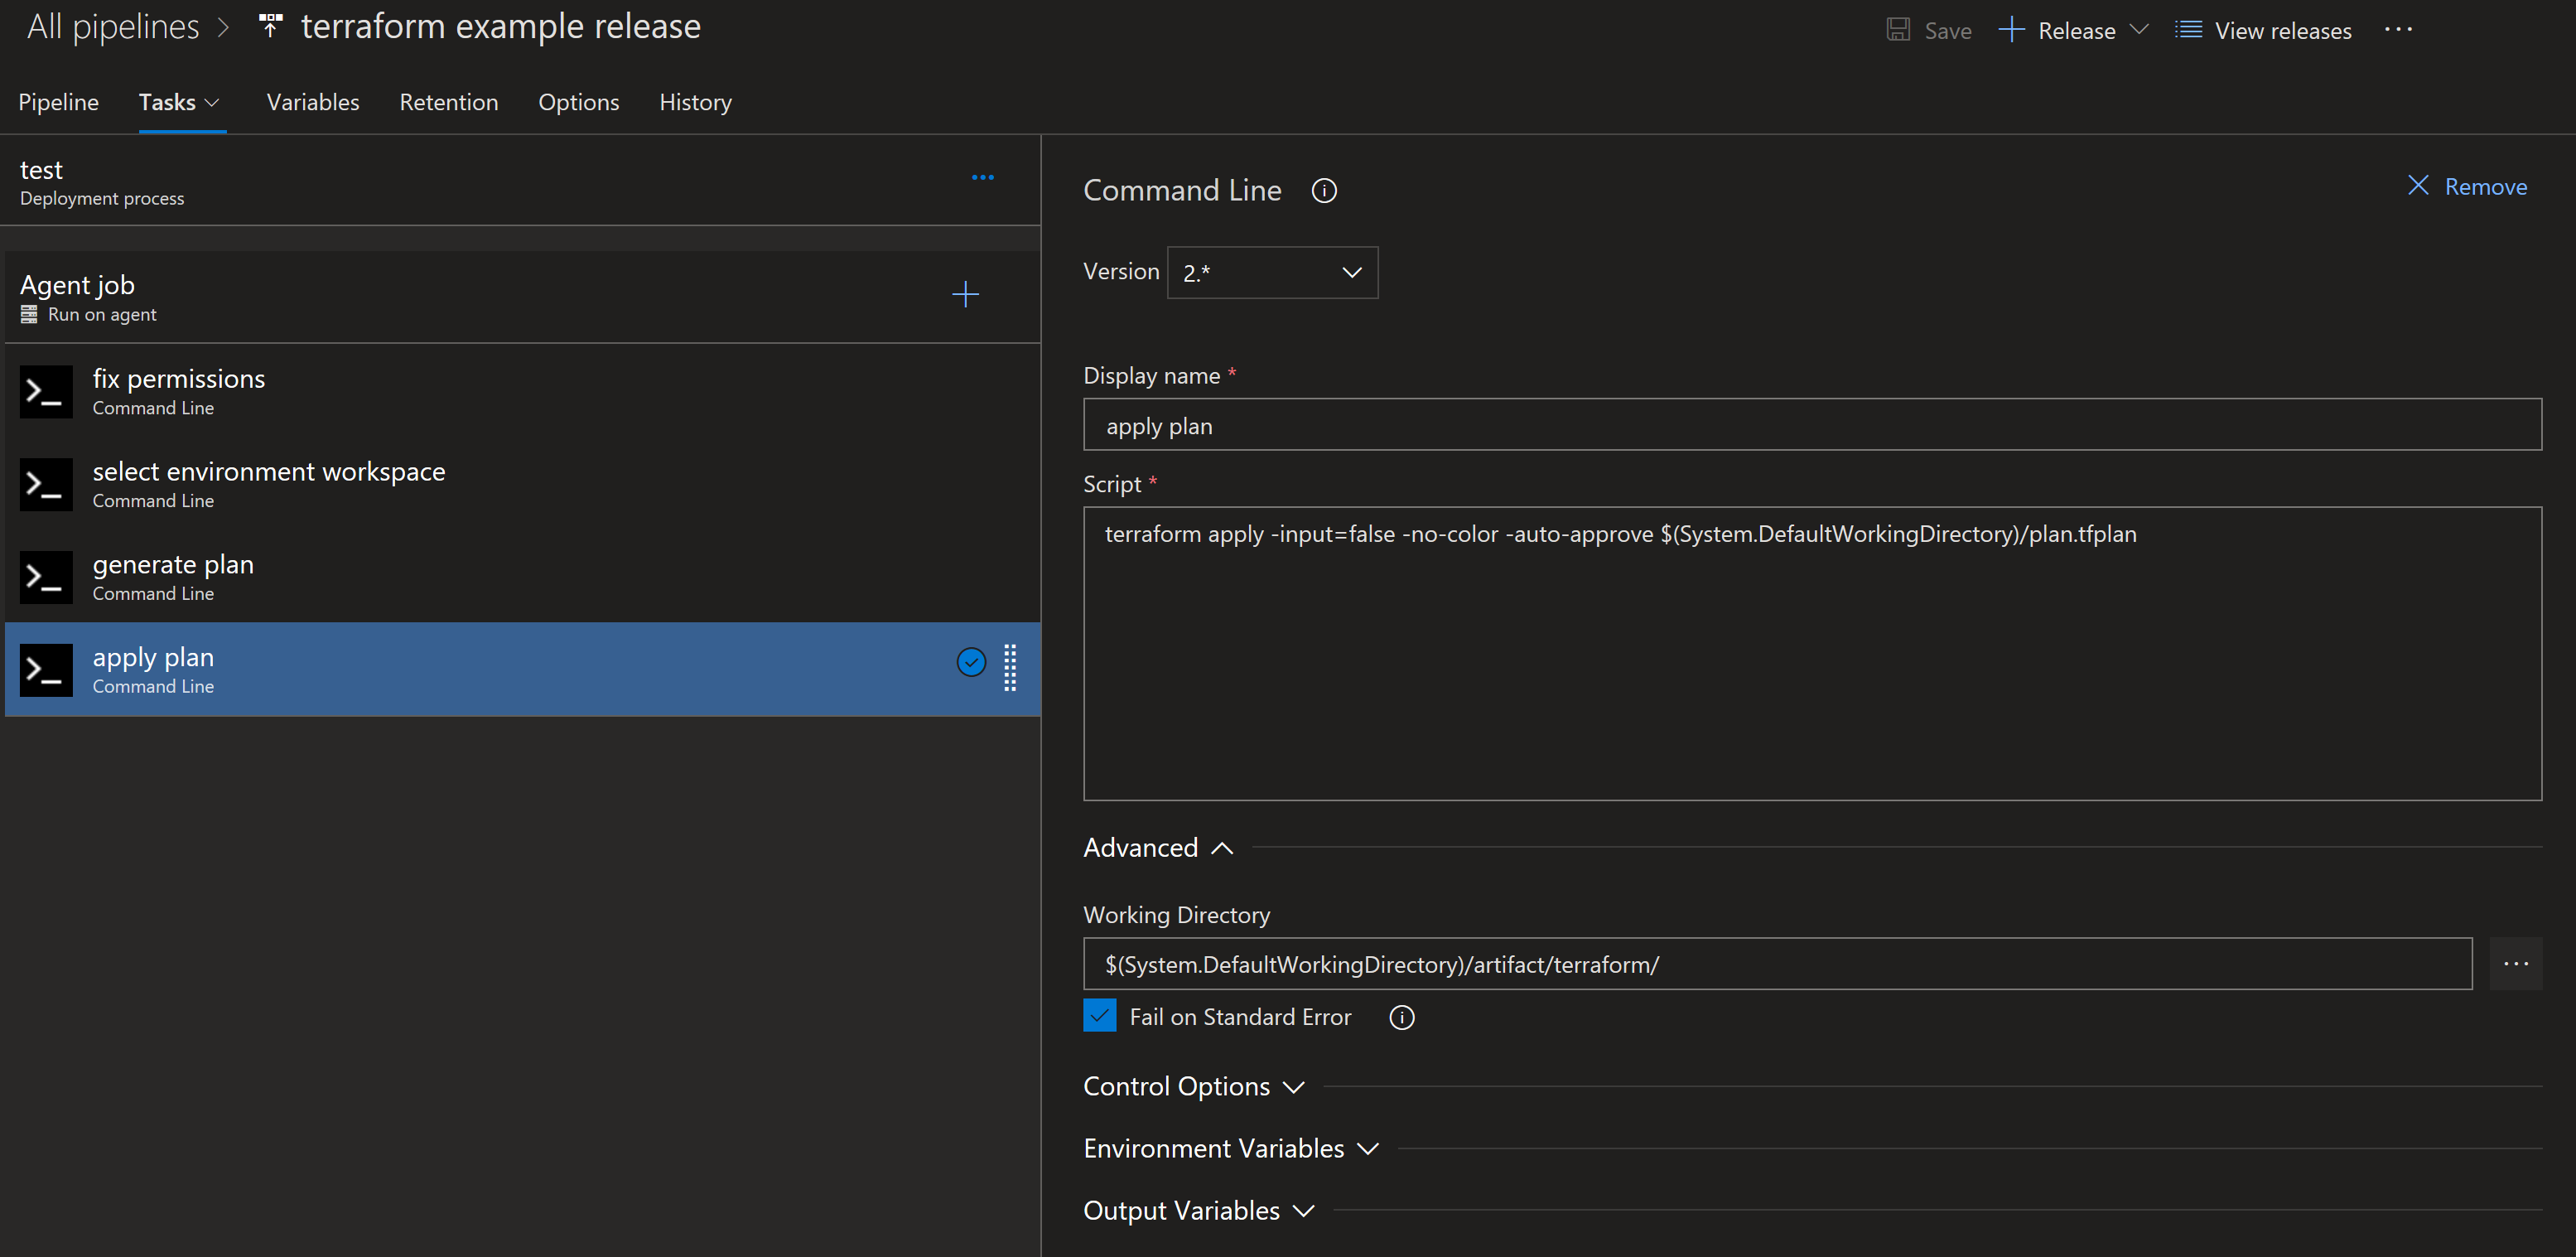 All pipelines > terraform example release
Save
Release
View releases
...
Pipeline
Tasks
Variables
Retention
Options
History
test
Deployment process
...
Agent job
Run on agent
fix permissions
Command Line
select environment workspace
Command Line
generate plan
Command Line
apply plan
Command Line
Command Line
Remove
Version
2.*
Display name *
apply plan
Script *
terraform apply -input=false -no-color -auto-approve $(System.DefaultWorkingDirectory)/plan.tfplan
Advanced
Working Directory
$(System.DefaultWorkingDirectory)/artifact/terraform/
...
Fail on Standard Error
Control Options
Environment Variables
Output Variables